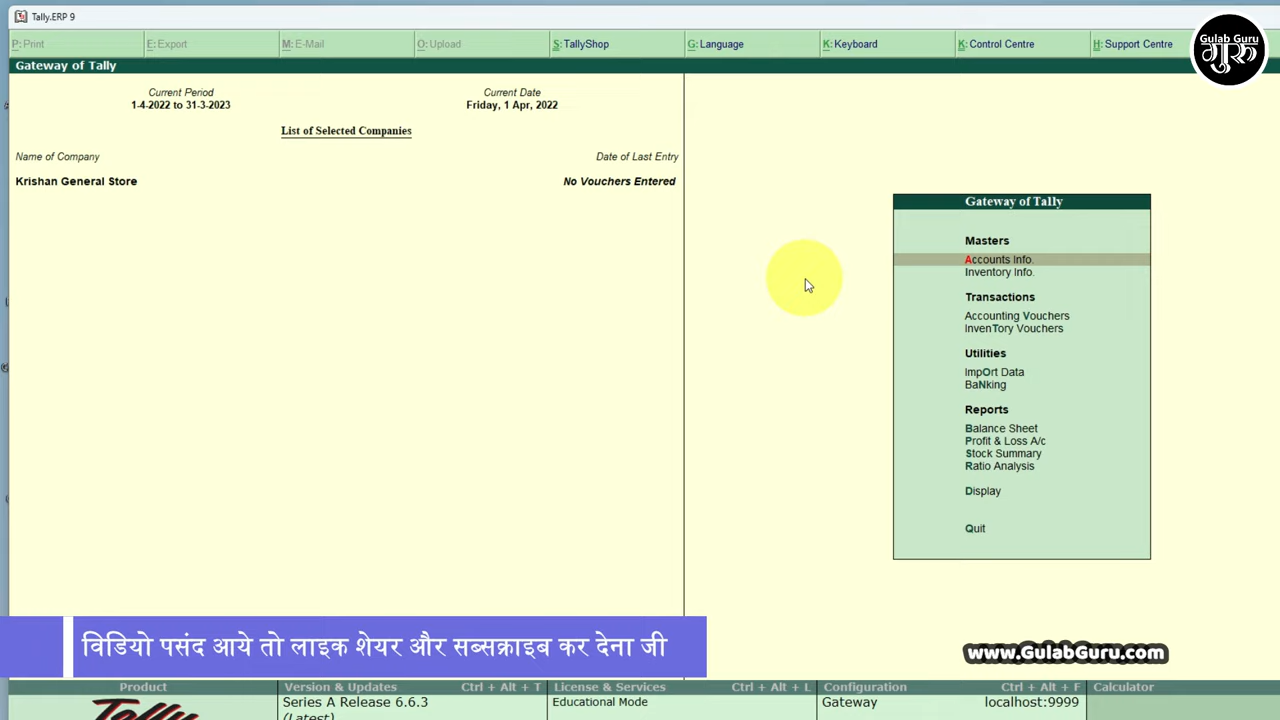 Tally.ERP 9
P: Print E: Export M: E-Mail O: Upload S: TallyShop G: Language K: Keyboard K: Control Centre H: Support Centre
Gulab Guru
गुरु
Gateway of Tally
Current Period Current Date
1-4-2022 to 31-3-2023 Friday, 1 Apr, 2022
List of Selected Companies
Name of Company Date of Last Entry
Krishan General Store No Vouchers Entered
Gateway of Tally
Masters
Accounts Info.
Inventory Info.
Transactions
Accounting Vouchers
InvenTory Vouchers
Utilities
ImpOrt Data
BaNking
Reports
Balance Sheet
Profit & Loss A/c
Stock Summary
Ratio Analysis
Display
Quit
विडियो पसंद आये तो लाइक शेयर और सब्सक्राइब कर देना जी
www.GulabGuru.com
Product Version & Updates Ctrl + Alt + T License & Services Ctrl + Alt + L Configuration Ctrl + Alt + F Calculator
Tally Series A Release 6.6.3 Educational Mode Gateway localhost:9999
(Latest)